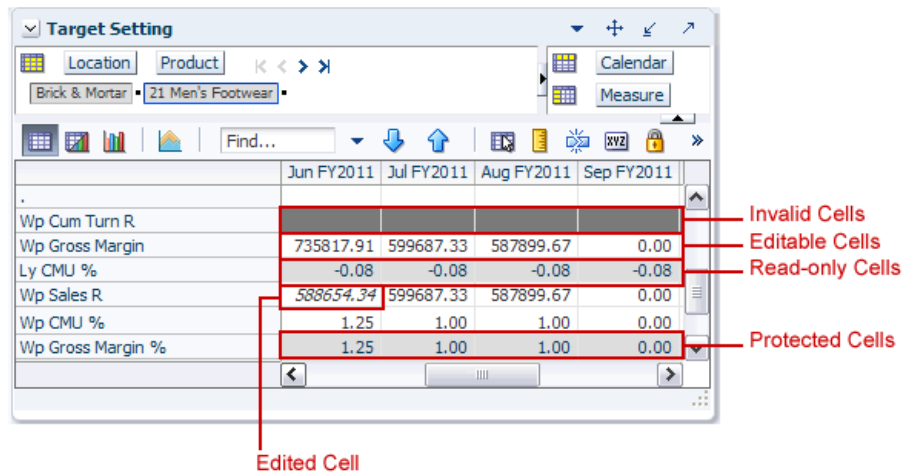 Target Setting
Location Product Calendar
Brick & Mortar 21 Men's Footwear Measure
Find... XYZ
Jun FY2011 Jul FY2011 Aug FY2011 Sep FY2011
.
Wp Cum Turn R Invalid Cells
Wp Gross Margin 735817.91 599687.33 587899.67 0.00 Editable Cells
Ly CMU % -0.08 -0.08 -0.08 -0.08 Read-only Cells
Wp Sales R 588654.34 599687.33 587899.67 0.00
Wp CMU % 1.25 1.00 1.00 0.00
Wp Gross Margin % 1.25 1.00 1.00 0.00 Protected Cells
Edited Cell